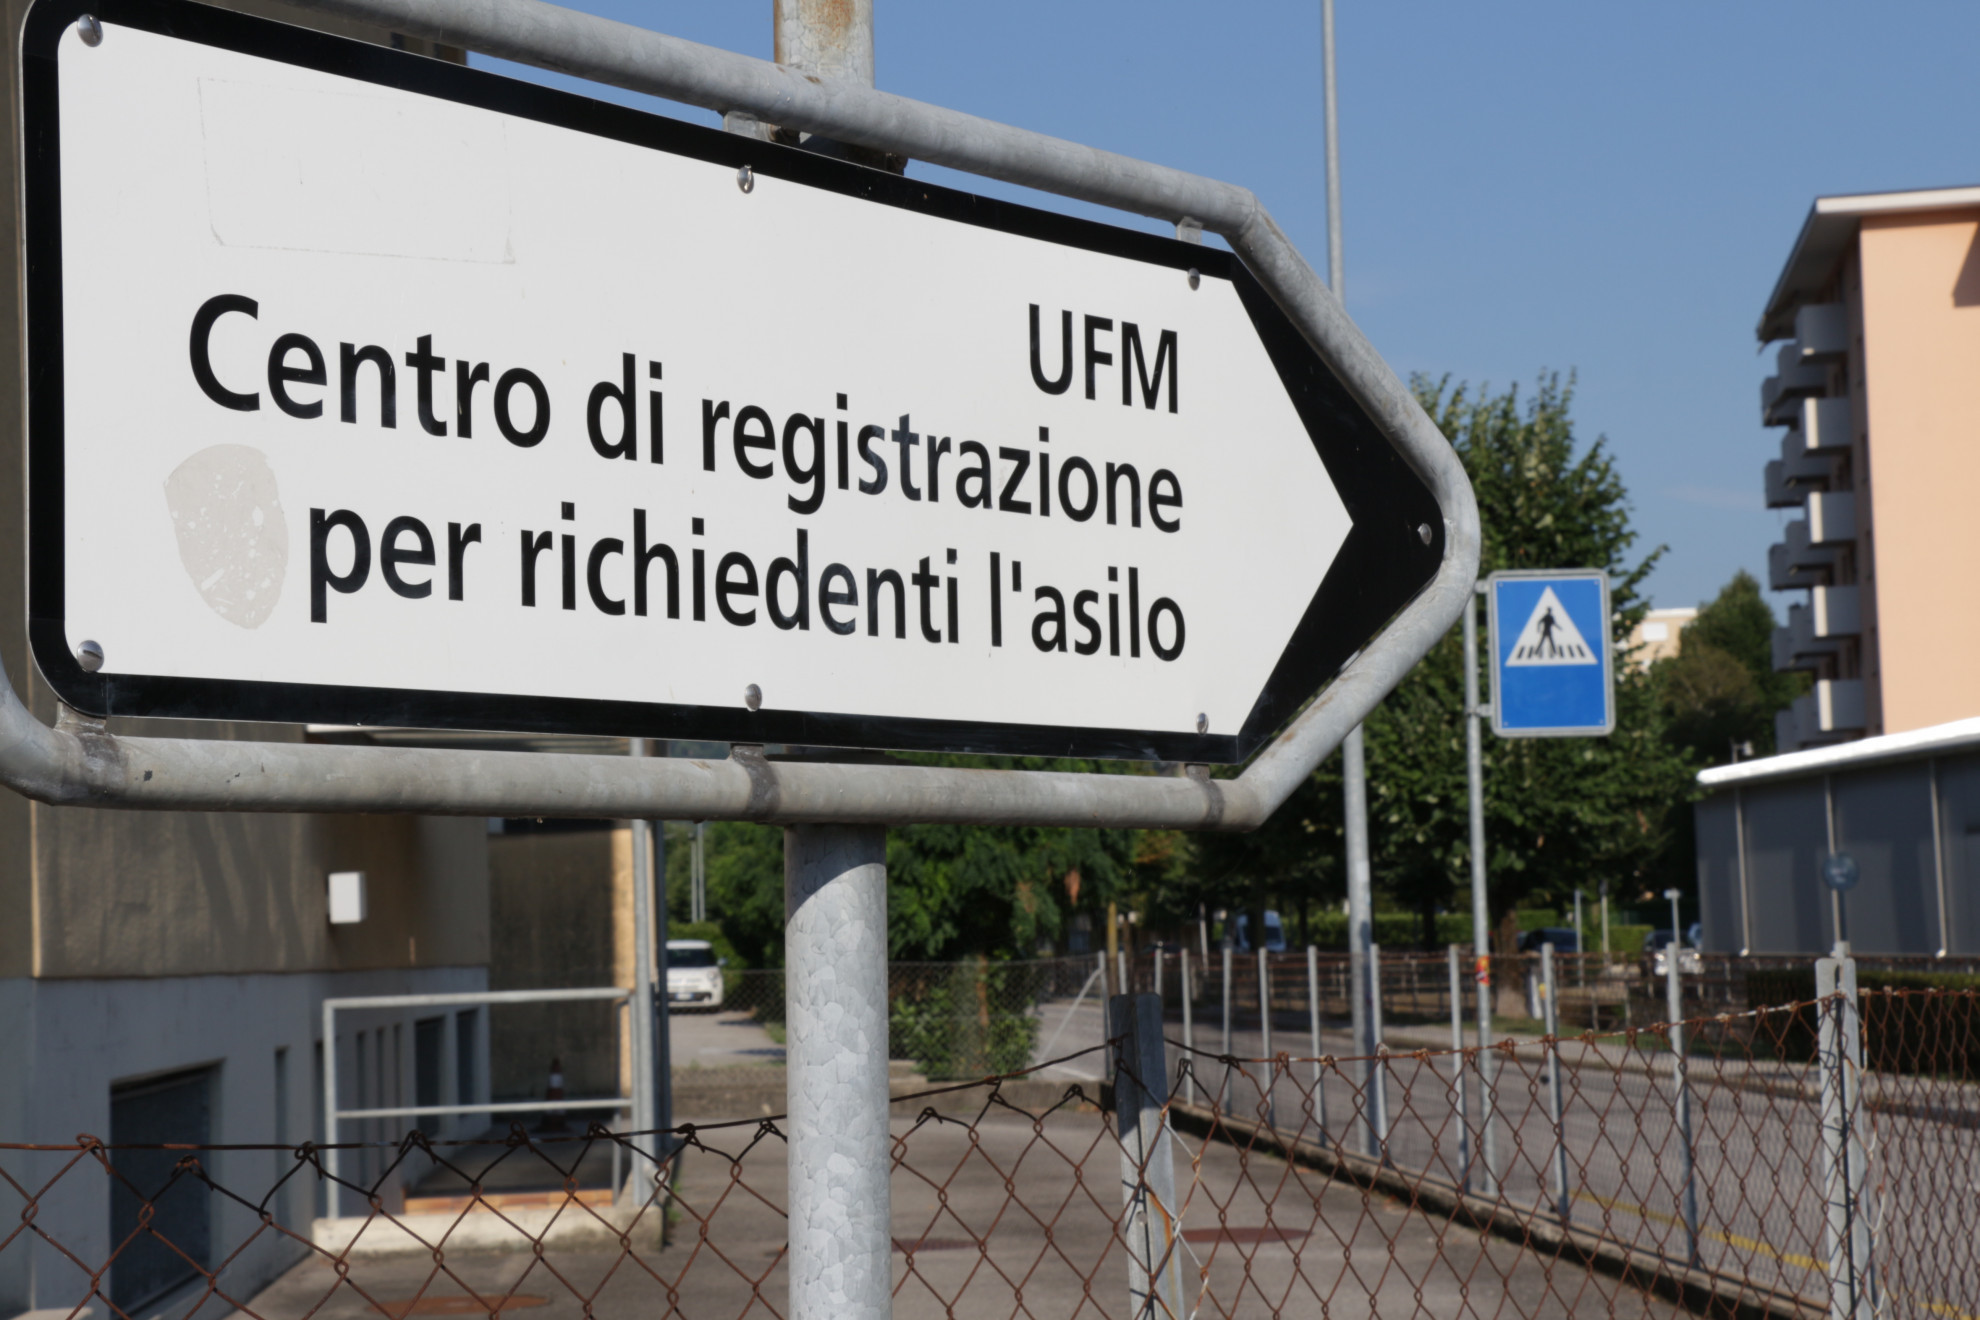 UFM
Centro di registrazione
per richiedenti l'asilo